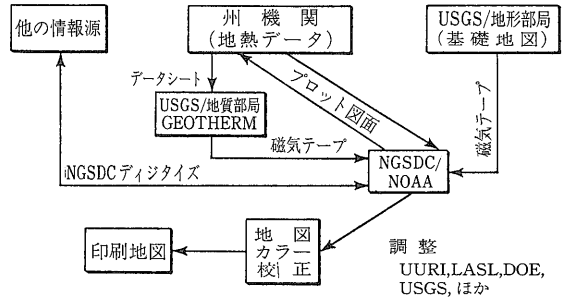 他の情報源
州機関
(地熱データ)
USGS/地形部局
(基礎地図)
データシート
USGS/地質部局
GEOTHERM
プロット図面
磁気テープ
磁気テープ
NGSDCディジタイズ
NGSDC/
NOAA
印刷地図
地図
カラー
校正
調整
UURI,LASL,DOE,
USGS,ほか